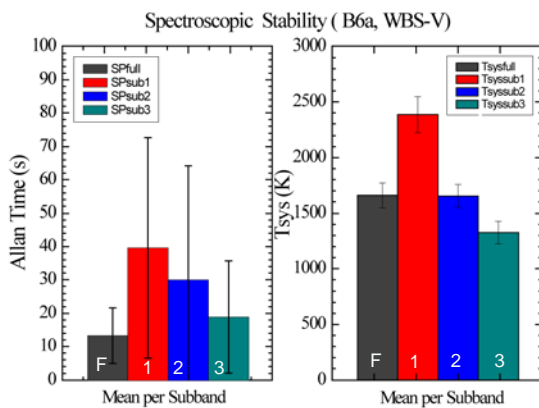 Spectroscopic Stability ( B6a, WBS-V)
Allan Time (s)
100
90
80
70
60
50
40
30
20
10
0
SPfull
SPsub1
SPsub2
SPsub3
F
1
2
3
Mean per Subband
Tsys(K)
3000
2500
2000
1500
1000
500
0
Tsysfull
Tsyssub1
Tsyssub2
Tsyssub3
F
1
2
3
Mean per Subband